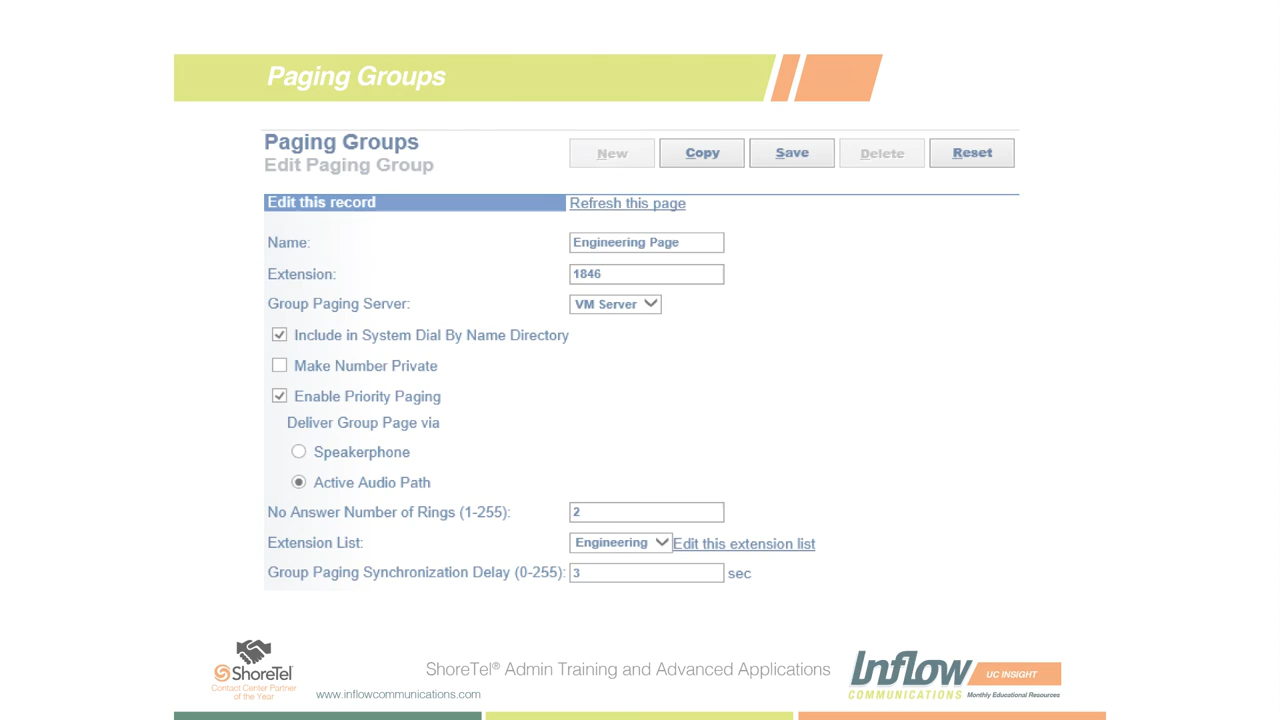 Paging Groups
Paging Groups
Edit Paging Group
New Copy Save Delete Reset
Edit this record Refresh this page
Name: Engineering Page
Extension: 1846
Group Paging Server: VM Server
Include in System Dial By Name Directory
Make Number Private
Enable Priority Paging
Deliver Group Page via
Speakerphone
Active Audio Path
No Answer Number of Rings (1-255): 2
Extension List: Engineering Edit this extension list
Group Paging Synchronization Delay (0-255): 3 sec
ShoreTel®
Contact Center Partner
of the Year
www.inflowcommunications.com
ShoreTel® Admin Training and Advanced Applications
Inflow
COMMUNICATIONS
UC INSIGHT
Monthly Educational Resources